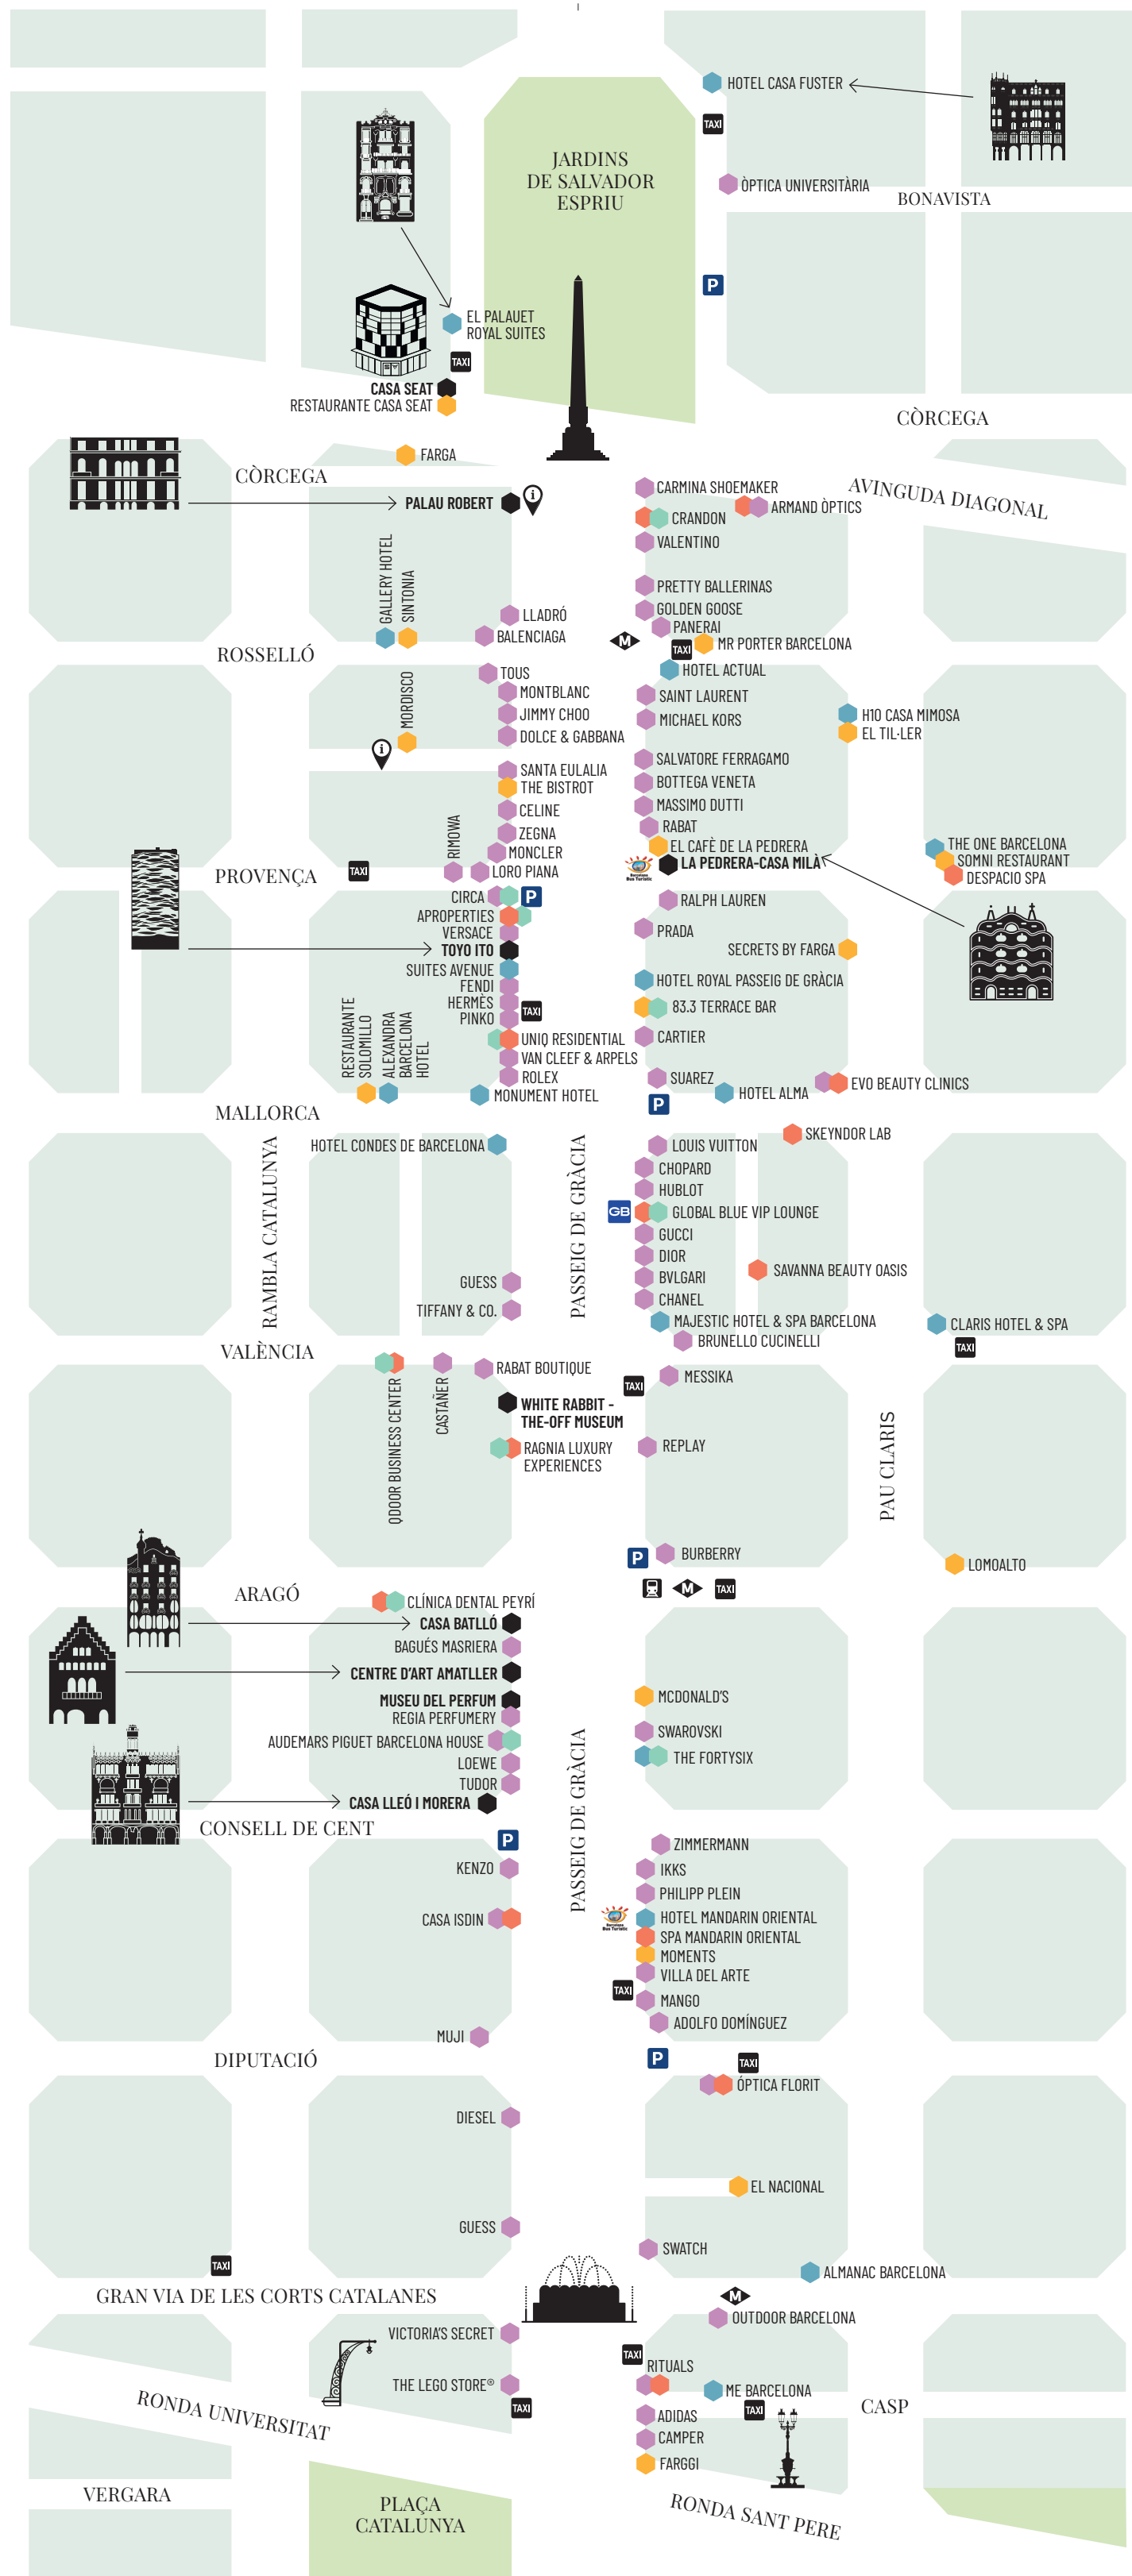 HOTEL CASA FUSTER
TAXI
JARDINS
DE SALVADOR
ESPRIU
ÒPTICA UNIVERSITÀRIA
BONAVISTA
P
EL PALAUET
ROYAL SUITES
TAXI
CASA SEAT
RESTAURANTE CASA SEAT
CÒRCEGA
FARGA
CÒRCEGA
AVINGUDA DIAGONAL
PALAU ROBERT
i
CARMINA SHOEMAKER
ARMAND ÒPTICS
CRANDON
VALENTINO
GALLERY HOTEL
SINTONIA
PRETTY BALLERINAS
GOLDEN GOOSE
LLADRÓ
PANERAI
BALENCIAGA
M
TAXI
MR PORTER BARCELONA
ROSSELLÓ
HOTEL ACTUAL
TOUS
MONTBLANC
SAINT LAURENT
MORDISCO
JIMMY CHOO
MICHAEL KORS
H10 CASA MIMOSA
DOLCE & GABBANA
EL TIL·LER
i
SALVATORE FERRAGAMO
SANTA EULALIA
BOTTEGA VENETA
THE BISTROT
MASSIMO DUTTI
CELINE
RABAT
ZEGNA
RIMOWA
EL CAFÈ DE LA PEDRERA
THE ONE BARCELONA
MONCLER
LA PEDRERA-CASA MILÀ
Barcelona
Bus Turístic
SOMNI RESTAURANT
PROVENÇA
TAXI
LORO PIANA
DESPACIO SPA
CIRCA
P
RALPH LAUREN
APROPERTIES
VERSACE
PRADA
TOYO ITO
SECRETS BY FARGA
SUITES AVENUE
FENDI
HOTEL ROYAL PASSEIG DE GRÀCIA
HERMÈS
TAXI
83.3 TERRACE BAR
PINKO
RESTAURANTE
SOLOMILLO
ALEXANDRA
BARCELONA
HOTEL
UNIQ RESIDENTIAL
CARTIER
VAN CLEEF & ARPELS
ROLEX
SUAREZ
EVO BEAUTY CLINICS
MONUMENT HOTEL
HOTEL ALMA
P
MALLORCA
SKEYNDOR LAB
HOTEL CONDES DE BARCELONA
LOUIS VUITTON
RAMBLA CATALUNYA
PASSEIG DE GRÀCIA
CHOPARD
HUBLOT
GB
GLOBAL BLUE VIP LOUNGE
GUCCI
DIOR
SAVANNA BEAUTY OASIS
GUESS
BVLGARI
CHANEL
TIFFANY & CO.
MAJESTIC HOTEL & SPA BARCELONA
CLARIS HOTEL & SPA
BRUNELLO CUCINELLI
TAXI
VALÈNCIA
RABAT BOUTIQUE
MESSIKA
TAXI
QDOOR BUSINESS CENTER
CASTAÑER
WHITE RABBIT -
THE-OFF MUSEUM
RAGNIA LUXURY
EXPERIENCES
REPLAY
PAU CLARIS
P
BURBERRY
LOMOALTO
M
TAXI
ARAGÓ
CLÍNICA DENTAL PEYRÍ
CASA BATLLÓ
BAGUÉS MASRIERA
CENTRE D'ART AMATLLER
MUSEU DEL PERFUM
MCDONALD'S
REGIA PERFUMERY
AUDEMARS PIGUET BARCELONA HOUSE
SWAROVSKI
LOEWE
THE FORTYSIX
TUDOR
CASA LLEÓ I MORERA
PASSEIG DE GRÀCIA
CONSELL DE CENT
P
ZIMMERMANN
KENZO
IKKS
PHILIPP PLEIN
CASA ISDIN
Barcelona
Bus Turístic
HOTEL MANDARIN ORIENTAL
SPA MANDARIN ORIENTAL
MOMENTS
VILLA DEL ARTE
TAXI
MANGO
ADOLFO DOMÍNGUEZ
MUJI
DIPUTACIÓ
P
TAXI
ÓPTICA FLORIT
DIESEL
EL NACIONAL
GUESS
SWATCH
TAXI
ALMANAC BARCELONA
GRAN VIA DE LES CORTS CATALANES
M
OUTDOOR BARCELONA
VICTORIA'S SECRET
TAXI
RITUALS
THE LEGO STORE®
ME BARCELONA
RONDA UNIVERSITAT
TAXI
TAXI
CASP
ADIDAS
CAMPER
FARGGI
VERGARA
PLAÇA
CATALUNYA
RONDA SANT PERE